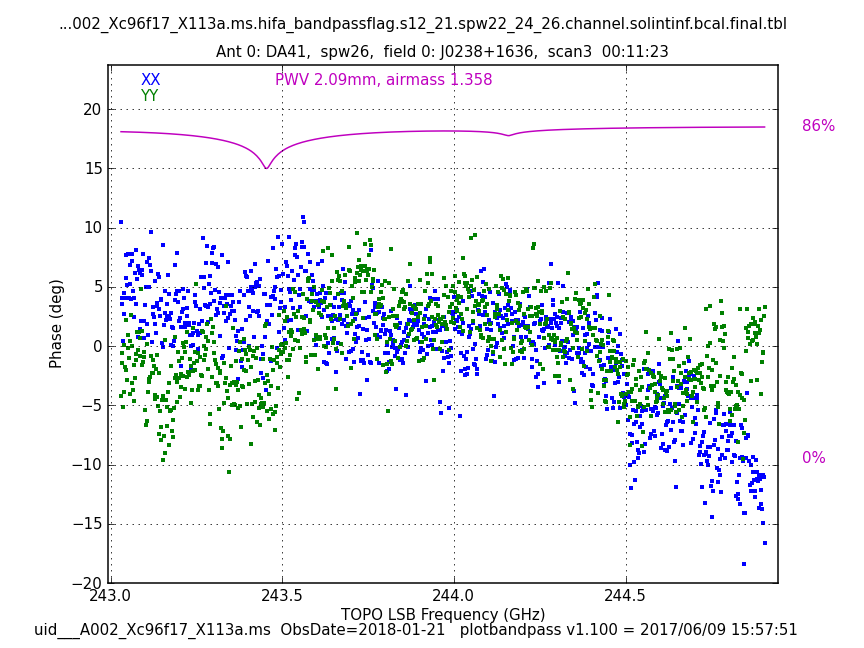 ...002_Xc96f17_X113a.ms.hifa_bandpassflag.s12_21.spw22_24_26.channel.solintinf.bcal.final.tbl
Ant 0: DA41, spw26, field 0: J0238+1636, scan3 00:11:23
XX
PWV 2.09mm, airmass 1.358
YY
20
86%
15
10
5
0
Phase (deg)
−5
−10
0%
−15
−20
243.0 243.5 244.0 244.5
TOPO LSB Frequency (GHz)
uid___A002_Xc96f17_X113a.ms ObsDate=2018-01-21 plotbandpass v1.100 = 2017/06/09 15:57:51